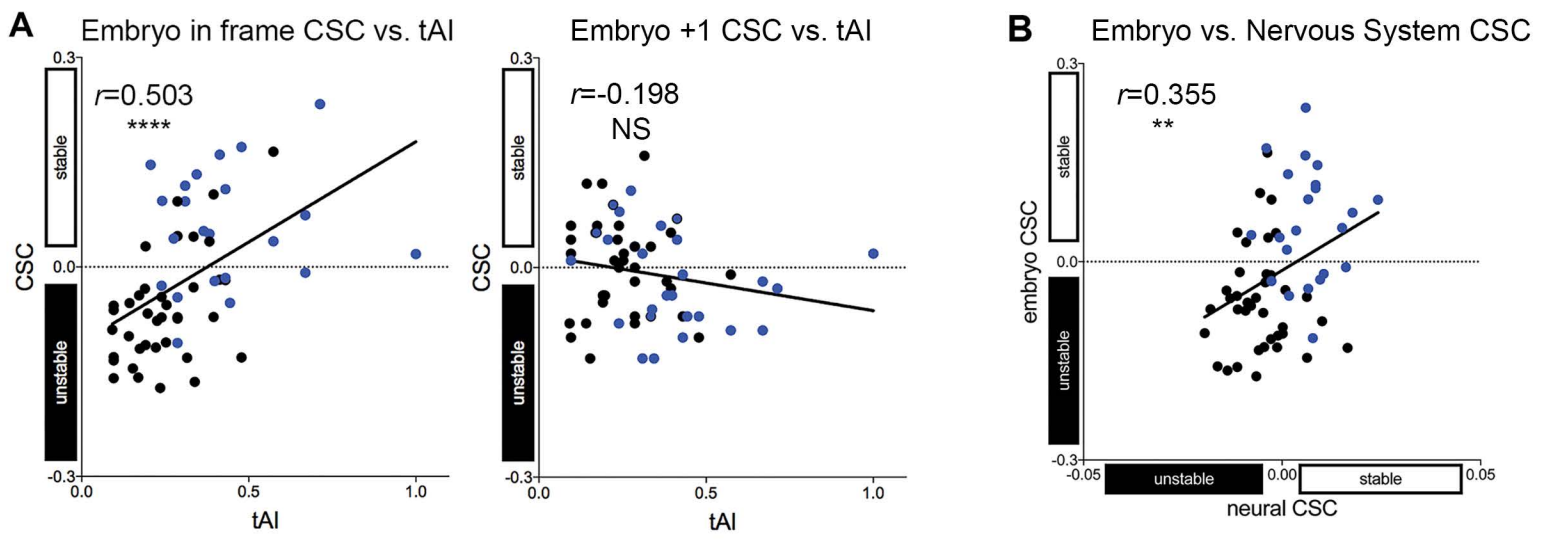 A
Embryo in frame CSC vs. tAI
0.3
r=0.503
****
stable
CSC
0.0
unstable
-0.3
0.0
0.5
1.0
tAI
Embryo +1 CSC vs. tAI
0.3
r=-0.198
NS
stable
CSC
0.0
unstable
-0.3
0.0
0.5
1.0
tAI
B
Embryo vs. Nervous System CSC
0.3
r=0.355
**
stable
embryo CSC
0.0
unstable
-0.3
-0.05
0.00
0.05
unstable
stable
neural CSC